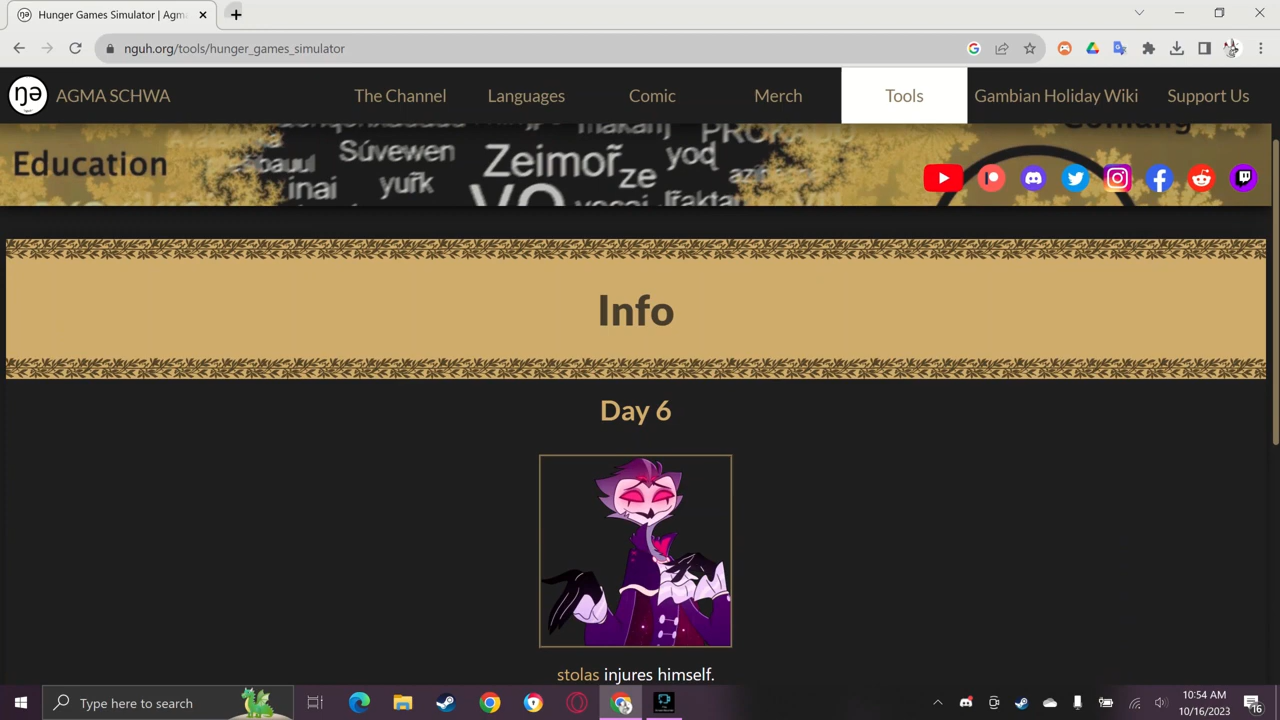 Hunger Games Simulator | Agma
nguh.org/tools/hunger_games_simulator
ŋə AGMA SCHWA The Channel Languages Comic Merch Tools Gambian Holiday Wiki Support Us
Education
Súvewen
Zeimor̃
yod
ze
inai
yur̃k
Info
Day 6
stolas injures himself.
Type here to search
10:54 AM
10/16/2023
16